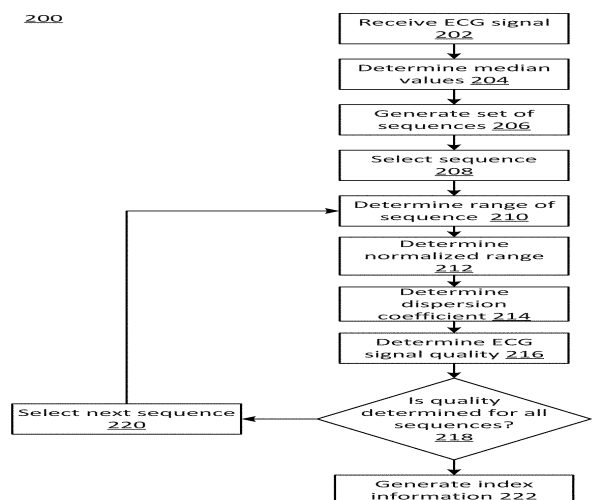 200
Receive ECG signal
202
Determine median
values 204
Generate set of
sequences 206
Select sequence
208
Determine range of
sequence 210
Determine
normalized range
212
Determine
dispersion
coefficient 214
Determine ECG
signal quality 216
Is quality
determined for all
sequences?
218
Select next sequence
220
Generate index
information 222